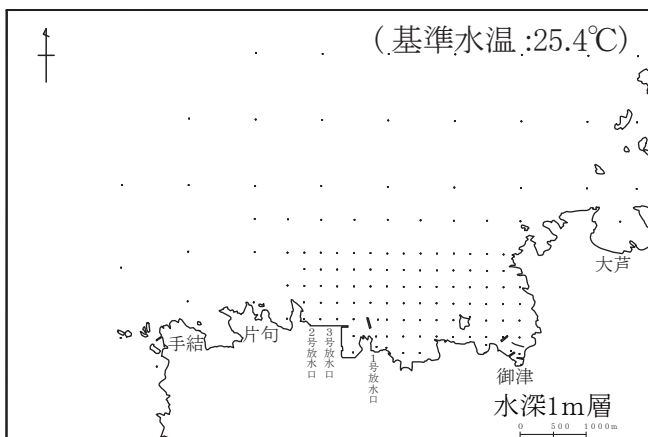 (基準水温:25.4℃)
大芦
手結
片句
2号放水口
3号放水口
1号放水口
御津
水深1m層
0 500 1000m